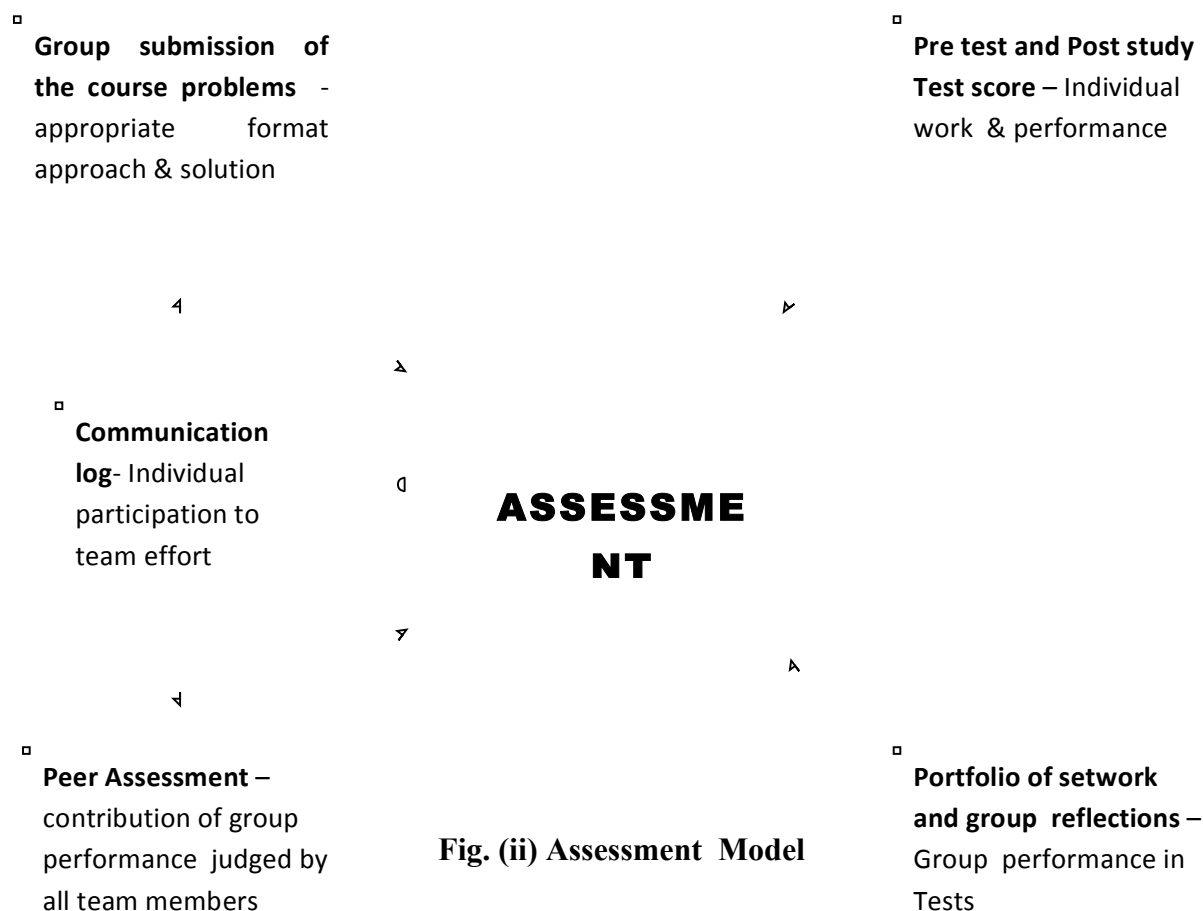 Group submission of
the course problems -
appropriate format
approach & solution
Pre test and Post study
Test score – Individual
work & performance
Communication
log- Individual
participation to
team effort
ASSESSME
NT
Peer Assessment –
contribution of group
performance judged by
all team members
Fig. (ii) Assessment Model
Portfolio of setwork
and group reflections –
Group performance in
Tests